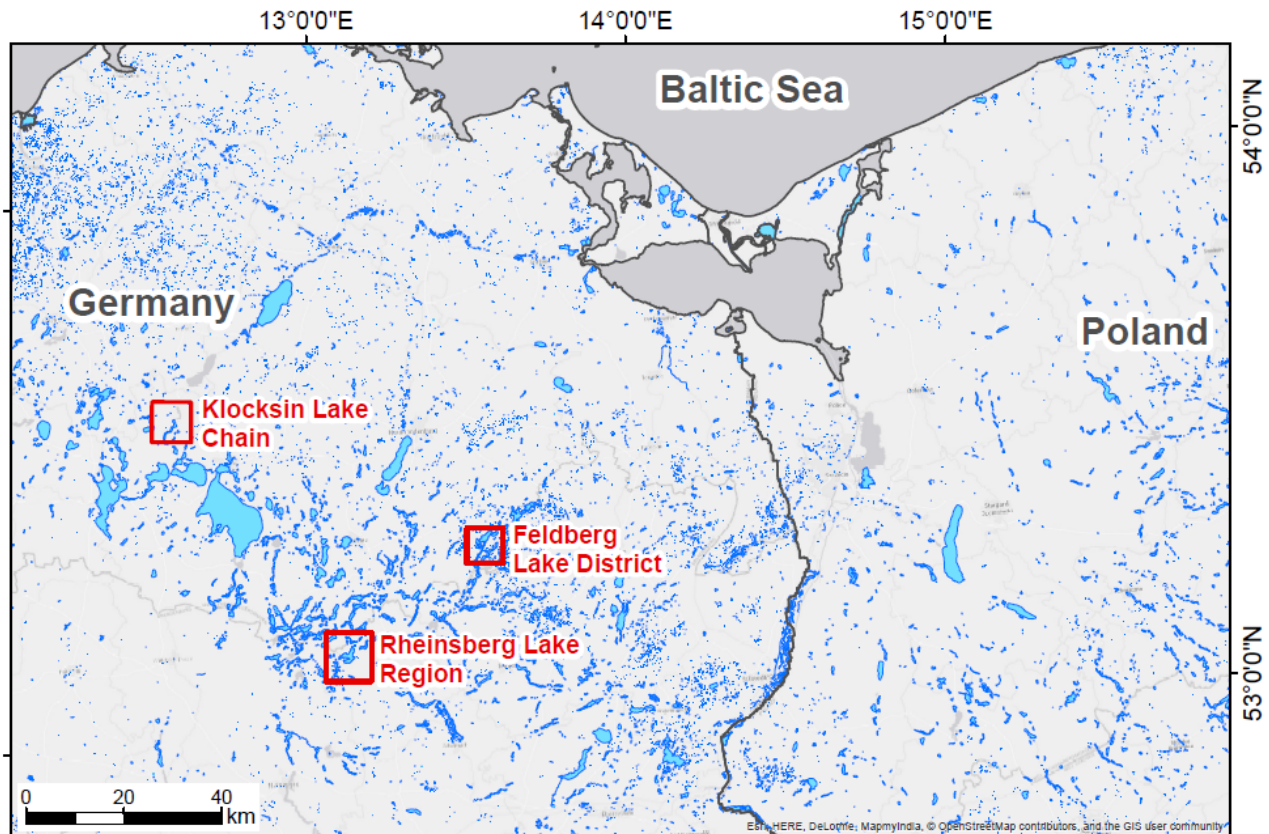 13°0'0"E
14°0'0"E
15°0'0"E
Baltic Sea
54°0'0"N
Germany
Poland
Klocksin Lake
Chain
Feldberg
Lake District
Rheinsberg Lake
Region
53°0'0"N
0 20 40
km
Esri, HERE, DeLorme, MapmyIndia, © OpenStreetMap contributors, and the GIS user community